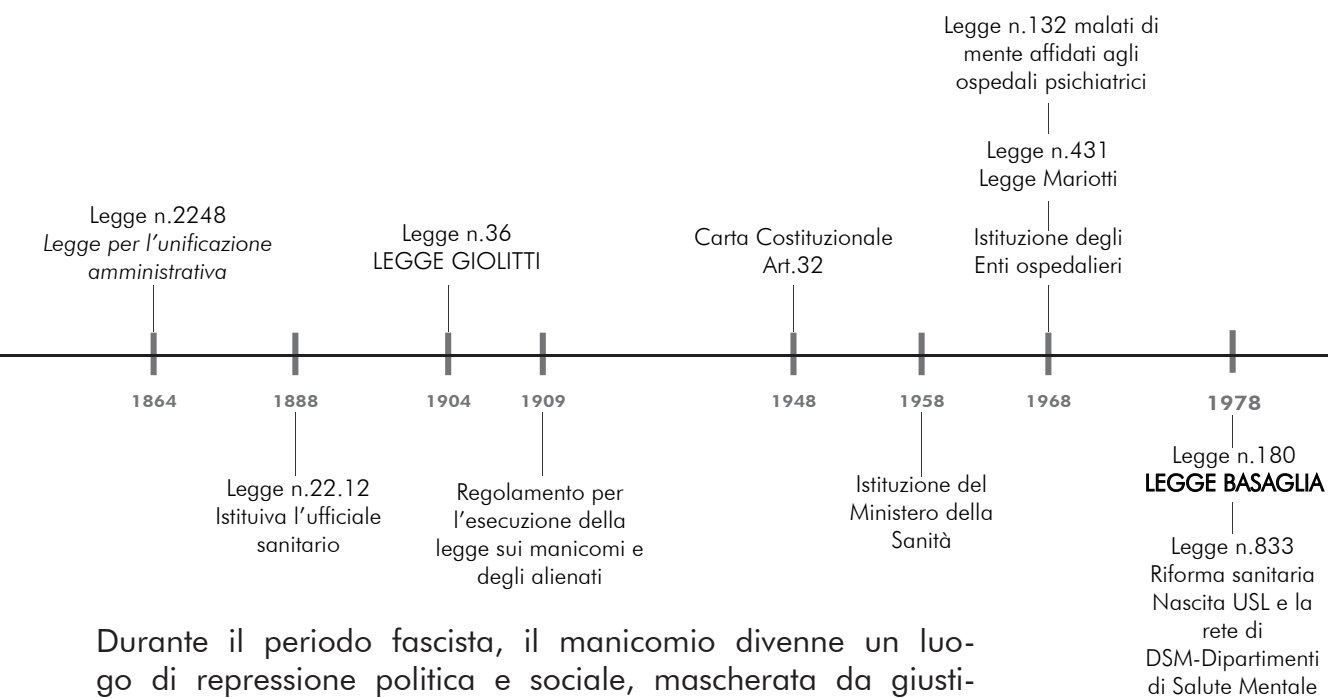 Legge n.132 malati di
mente affidati agli
ospedali psichiatrici
Legge n.431
Legge Mariotti
Istituzione degli
Enti ospedalieri
Legge n.2248
Legge per l'unificazione
amministrativa
Legge n.36
LEGGE GIOLITTI
Carta Costituzionale
Art.32
1864
1888
1904
1909
1948
1958
1968
1978
Legge n.22.12
Istituiva l'ufficiale
sanitario
Regolamento per
l'esecuzione della
legge sui manicomi e
degli alienati
Istituzione del
Ministero della
Sanità
Legge n.180
LEGGE BASAGLIA
Legge n.833
Riforma sanitaria
Nascita USL e la
rete di
DSM-Dipartimenti
di Salute Mentale
Durante il periodo fascista, il manicomio divenne un luo-
go di repressione politica e sociale, mascherata da giusti-